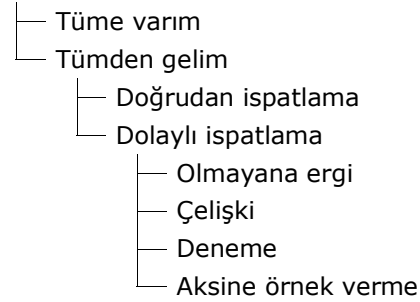 Tüme varım
Tümden gelim
Doğrudan ispatlama
Dolaylı ispatlama
Olmayana ergi
Çelişki
Deneme
Aksine örnek verme